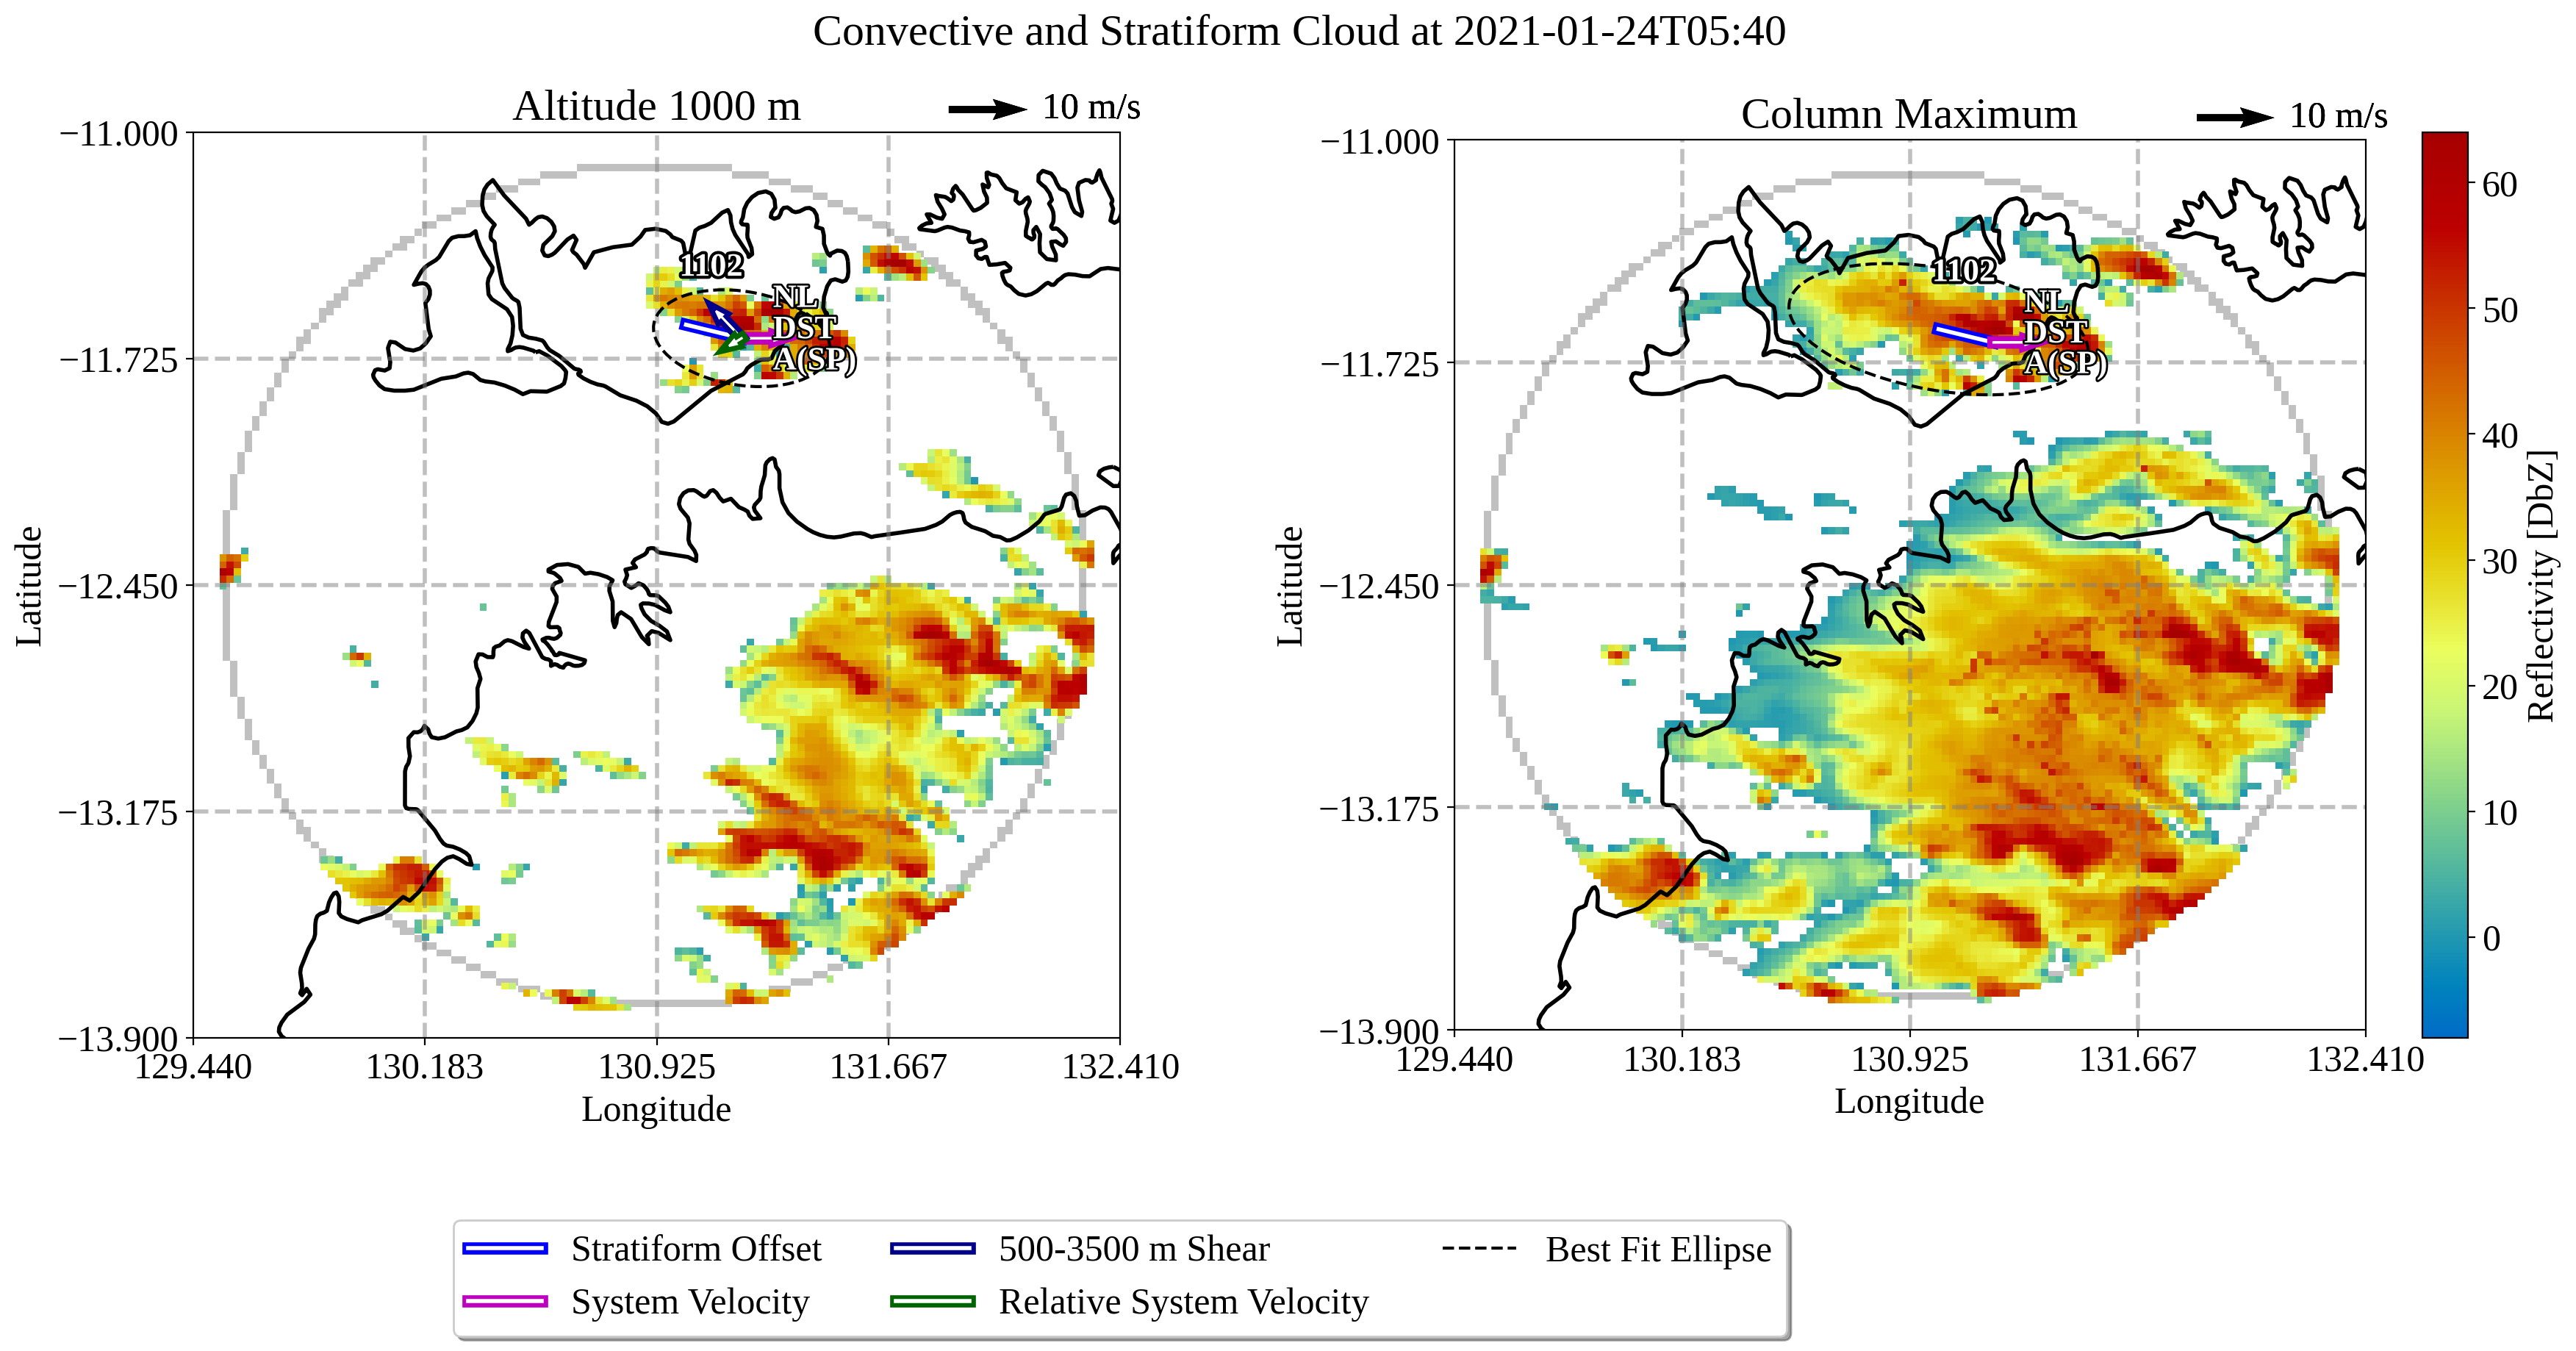 Convective and Stratiform Cloud at 2021-01-24T05:40
Altitude 1000 m
10 m/s
−11.000
−11.725
−12.450
−13.175
−13.900
Latitude
129.440
130.183
130.925
131.667
132.410
Longitude
1102
NL
DST
A(SP)
Column Maximum
10 m/s
−11.000
−11.725
−12.450
−13.175
−13.900
Latitude
129.440
130.183
130.925
131.667
132.410
Longitude
1102
NL
DST
A(SP)
60
50
40
30
20
10
0
Reflectivity [DbZ]
Stratiform Offset
System Velocity
500-3500 m Shear
Relative System Velocity
Best Fit Ellipse